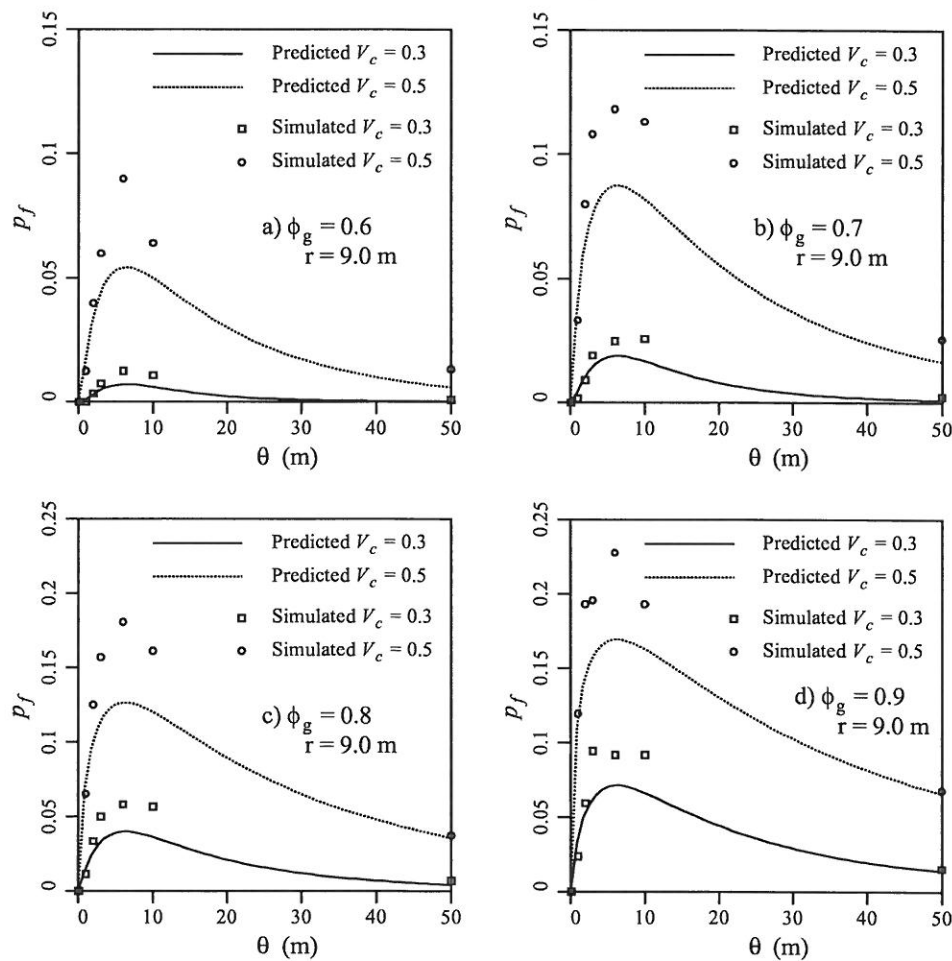 0.15
0.1
0.05
0
p_f
Predicted V_c = 0.3
Predicted V_c = 0.5
Simulated V_c = 0.3
Simulated V_c = 0.5
a) ϕ_g = 0.6
r = 9.0 m
0 10 20 30 40 50
θ (m)
0.15
0.1
0.05
0
p_f
Predicted V_c = 0.3
Predicted V_c = 0.5
Simulated V_c = 0.3
Simulated V_c = 0.5
b) ϕ_g = 0.7
r = 9.0 m
0 10 20 30 40 50
θ (m)
0.25
0.2
0.15
0.1
0.05
0
p_f
Predicted V_c = 0.3
Predicted V_c = 0.5
Simulated V_c = 0.3
Simulated V_c = 0.5
c) ϕ_g = 0.8
r = 9.0 m
0 10 20 30 40 50
θ (m)
0.25
0.2
0.15
0.1
0.05
0
p_f
Predicted V_c = 0.3
Predicted V_c = 0.5
Simulated V_c = 0.3
Simulated V_c = 0.5
d) ϕ_g = 0.9
r = 9.0 m
0 10 20 30 40 50
θ (m)